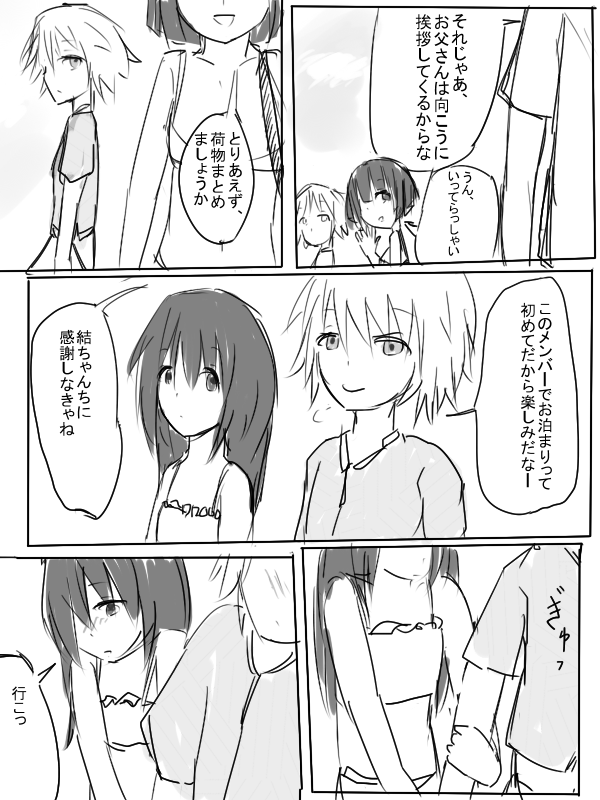 それじゃあ、
お父さんは向こうに
挨拶してくるからな
うん、
いってらっしゃい
とりあえず、
荷物まとめ
ましょうか
このメンバーでお泊まりって
初めてだから楽しみだなー
結ちゃんちに
感謝しなきゃね
ぎゅっ
行こっ